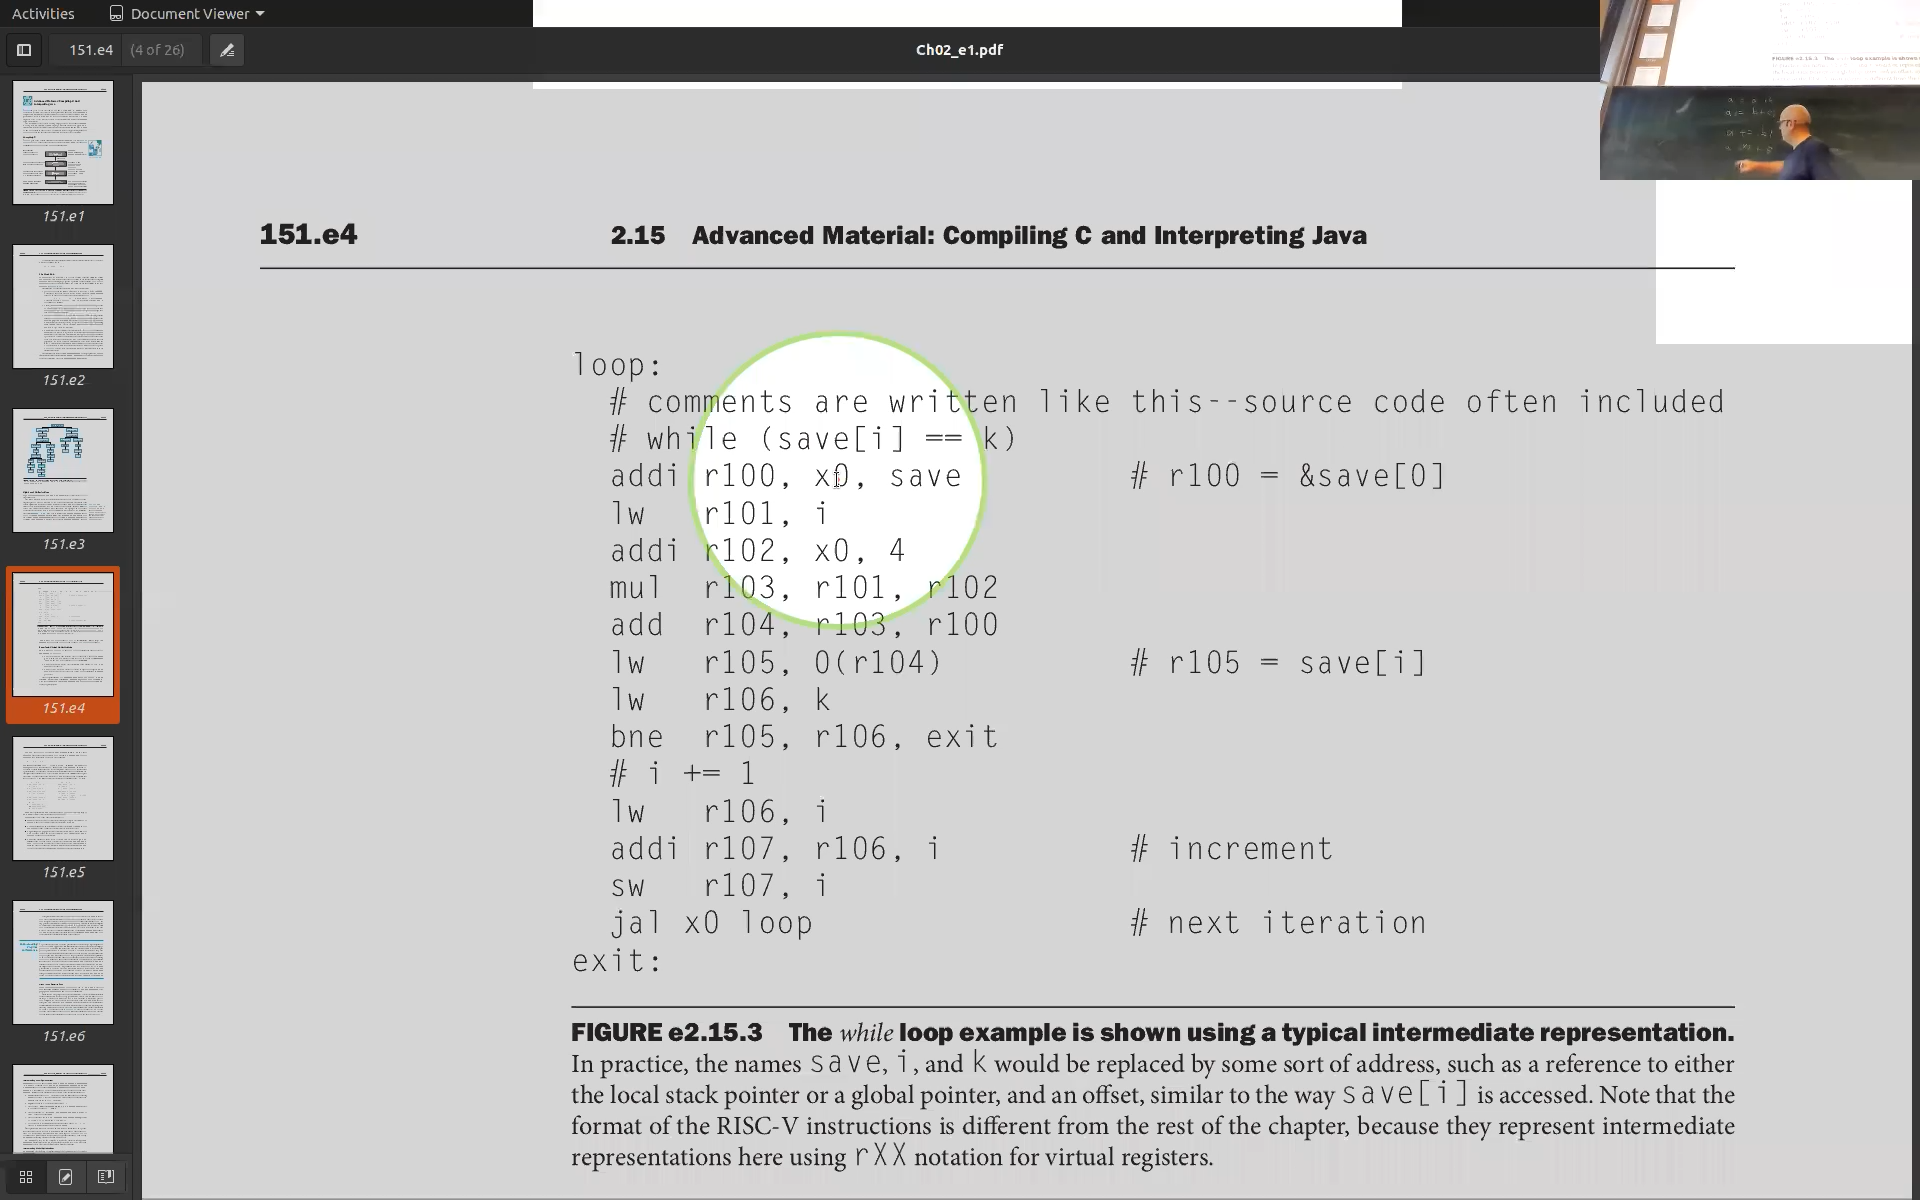 Activities
Document Viewer
151.e4
(4 of 26)
Ch02_e1.pdf
151.e1
151.e2
151.e3
151.e4
151.e5
151.e6
151.e4 2.15 Advanced Material: Compiling C and Interpreting Java
loop:
# comments are written like this--source code often included
# while (save[i] == k)
addi r100, x0, save # r100 = &save[0]
lw r101, i
addi r102, x0, 4
mul r103, r101, r102
add r104, r103, r100
lw r105, 0(r104) # r105 = save[i]
lw r106, k
bne r105, r106, exit
# i += 1
lw r106, i
addi r107, r106, i # increment
sw r107, i
jal x0 loop # next iteration
exit:
FIGURE e2.15.3 The while loop example is shown using a typical intermediate representation.
In practice, the names save, i, and k would be replaced by some sort of address, such as a reference to either
the local stack pointer or a global pointer, and an offset, similar to the way save[i] is accessed. Note that the
format of the RISC-V instructions is different from the rest of the chapter, because they represent intermediate
representations here using rXX notation for virtual registers.